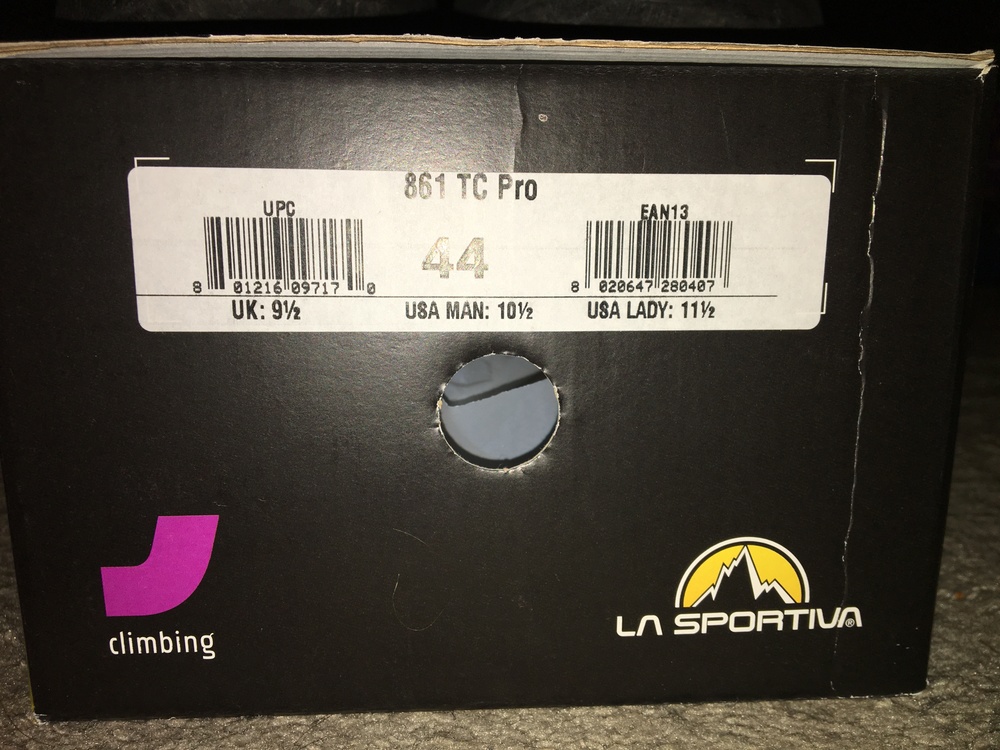 861 TC Pro
UPC
EAN13
44
8 01216 09717 0
8 020647 280407
UK: 9½
USA MAN: 10½
USA LADY: 11½
climbing
LA SPORTIVA®